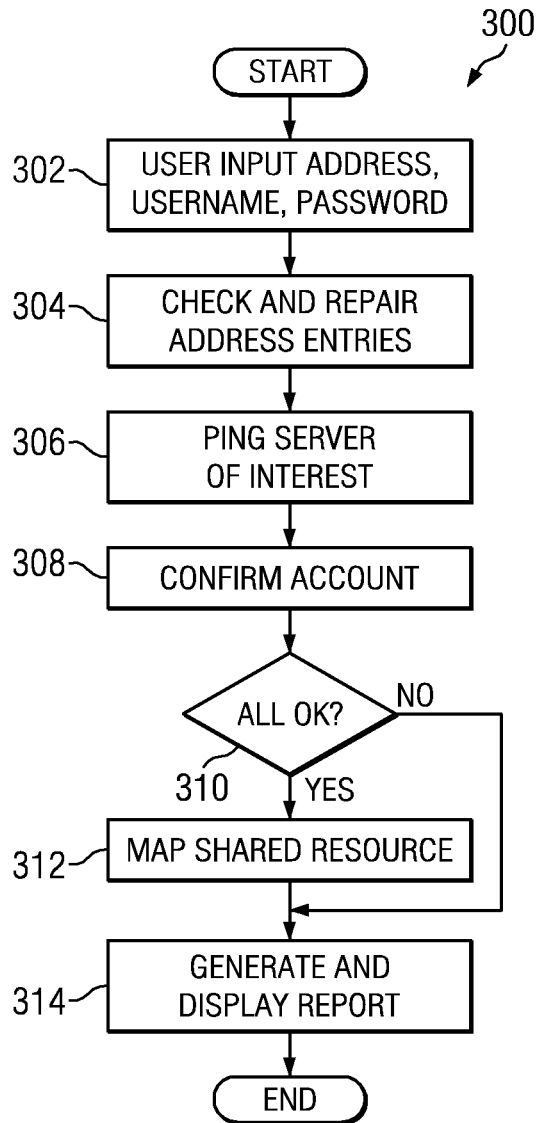 300
START
302
USER INPUT ADDRESS,
USERNAME, PASSWORD
304
CHECK AND REPAIR
ADDRESS ENTRIES
306
PING SERVER
OF INTEREST
308
CONFIRM ACCOUNT
ALL OK?
NO
310
YES
312
MAP SHARED RESOURCE
314
GENERATE AND
DISPLAY REPORT
END